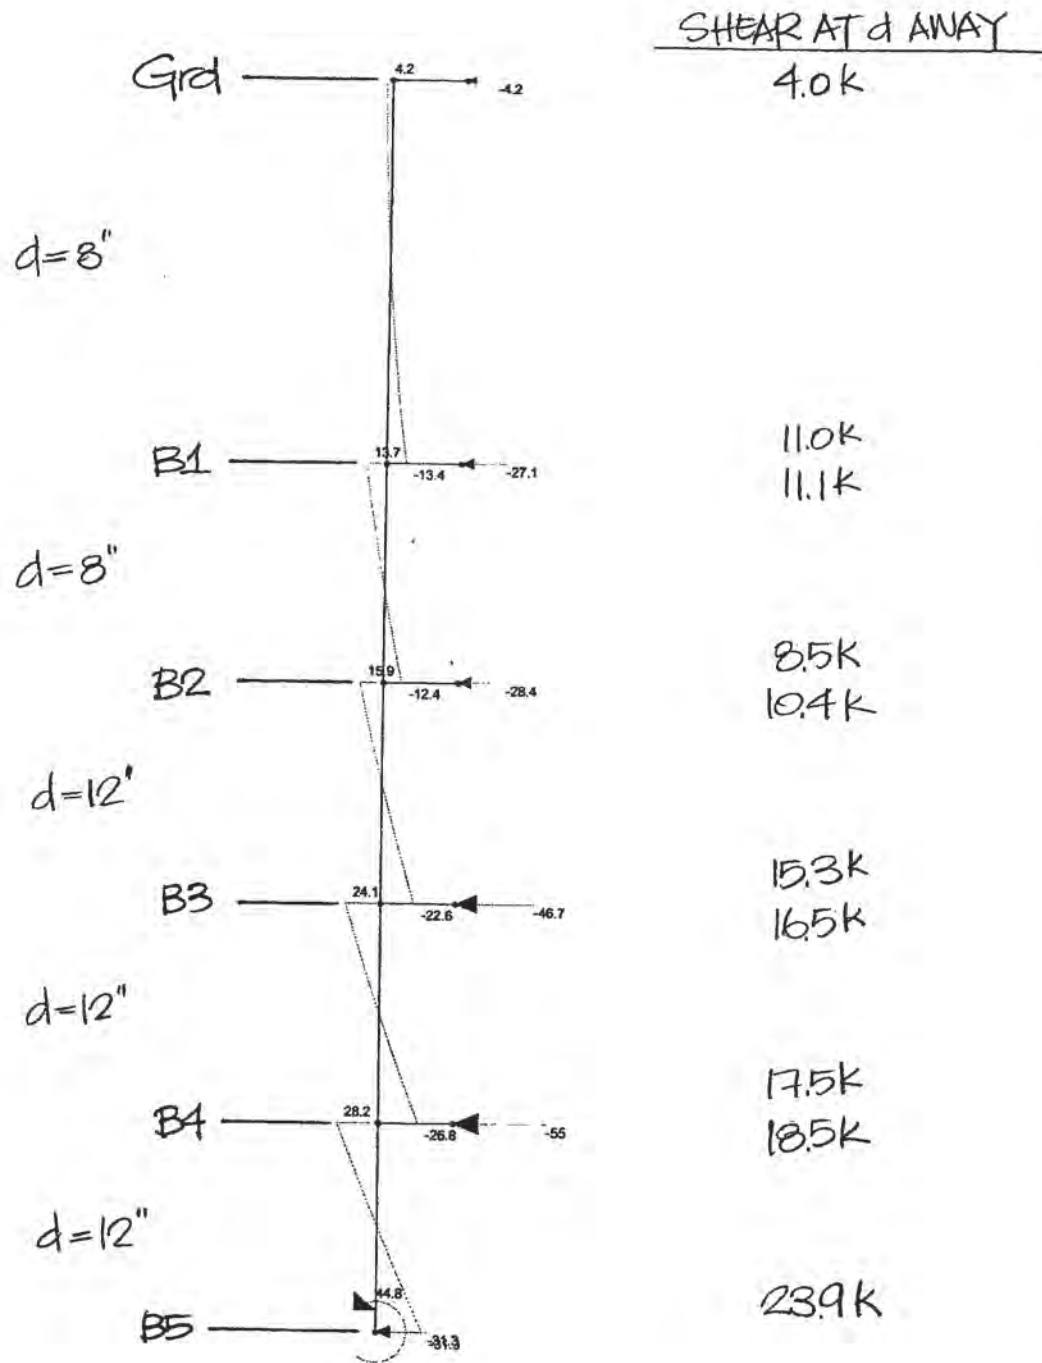 SHEAR AT d AWAY
Grd 4.2 -4.2 4.0K
d=8"
B1 13.7 -13.4 -27.1 11.0K
11.1K
d=8"
B2 15.9 -12.4 -28.4 8.5K
10.4K
d=12"
B3 24.1 -22.6 -46.7 15.3K
16.5K
d=12"
B4 28.2 -26.8 -55 17.5K
18.5K
d=12"
44.8
B5 23.9K